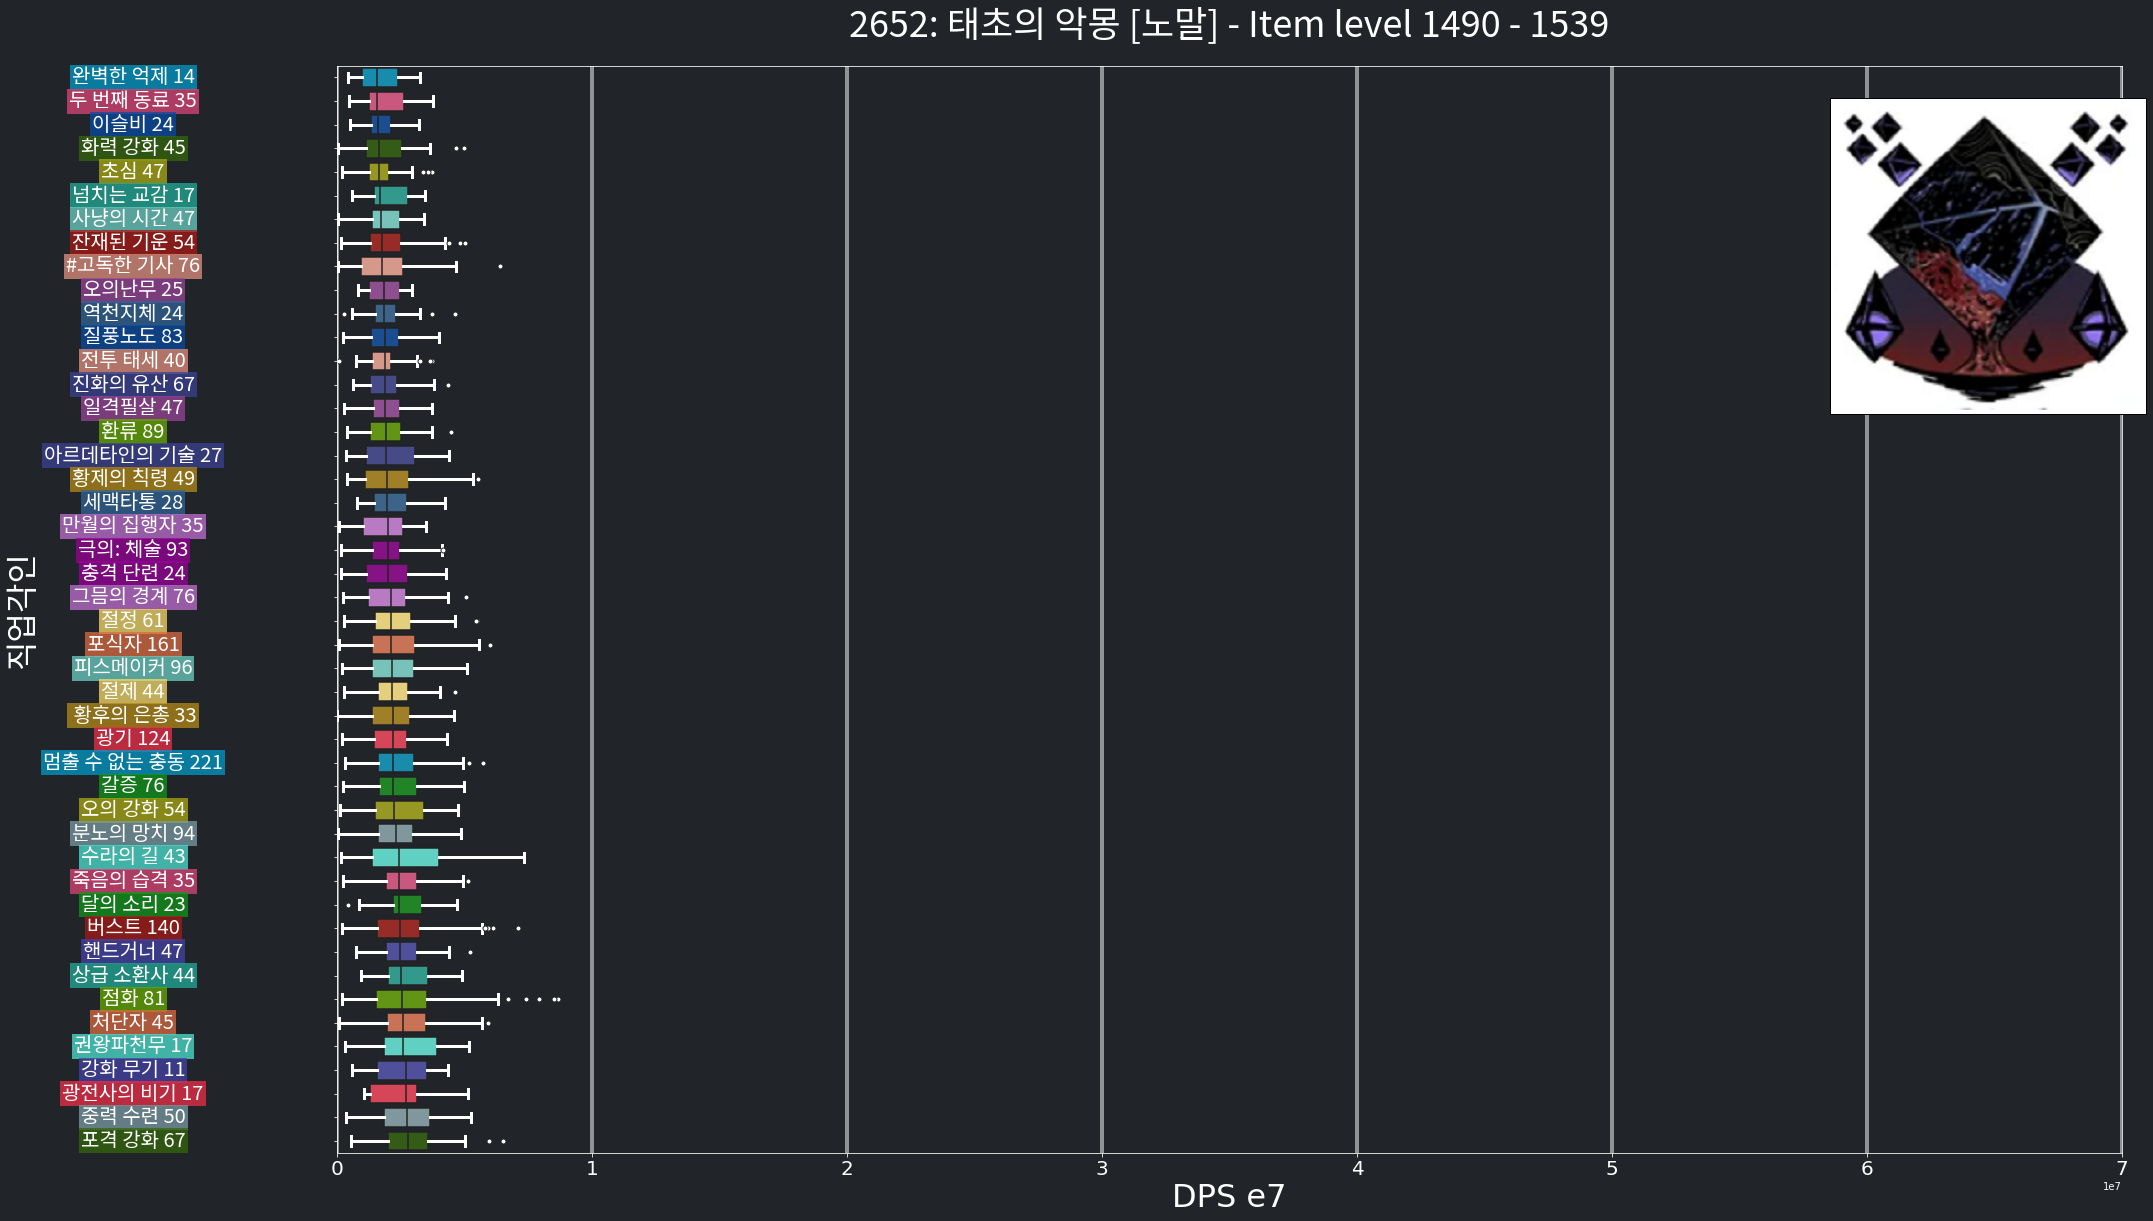 2652: 태초의 악몽 [노말] - Item level 1490 - 1539
완벽한 억제 14
두 번째 동료 35
이슬비 24
화력 강화 45
초심 47
넘치는 교감 17
사냥의 시간 47
잔재된 기운 54
#고독한 기사 76
오의난무 25
역천지체 24
질풍노도 83
전투 태세 40
진화의 유산 67
일격필살 47
환류 89
아르데타인의 기술 27
황제의 칙령 49
세맥타통 28
만월의 집행자 35
극의: 체술 93
충격 단련 24
그믐의 경계 76
절정 61
포식자 161
피스메이커 96
절제 44
황후의 은총 33
광기 124
멈출 수 없는 충동 221
갈증 76
오의 강화 54
분노의 망치 94
수라의 길 43
죽음의 습격 35
달의 소리 23
버스트 140
핸드거너 47
상급 소환사 44
점화 81
처단자 45
권왕파천무 17
강화 무기 11
광전사의 비기 17
중력 수련 50
포격 강화 67
직업각인
0 1 2 3 4 5 6 7
1e7
DPS e7